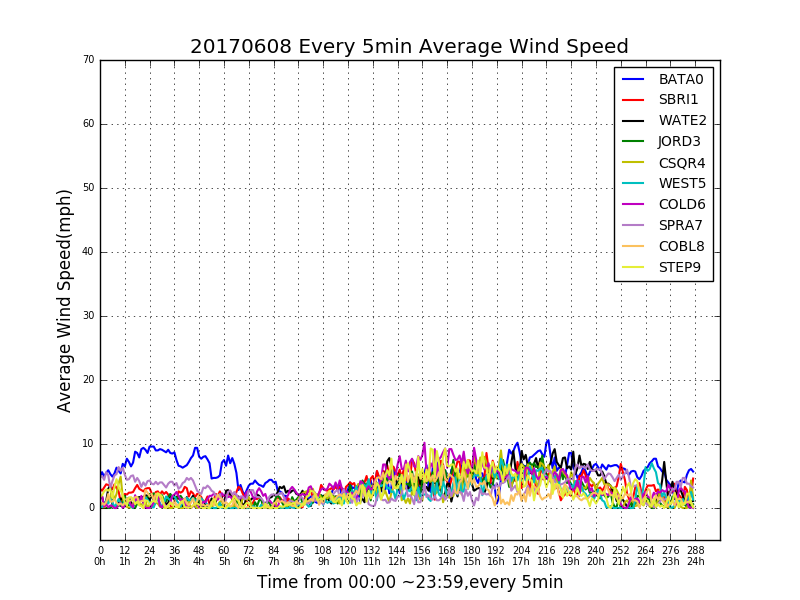 20170608 Every 5min Average Wind Speed
70
60
50
40
30
20
10
0
Average Wind Speed(mph)
BATA0
SBRI1
WATE2
JORD3
CSQR4
WEST5
COLD6
SPRA7
COBL8
STEP9
0 12 24 36 48 60 72 84 96 108 120 132 144 156 168 180 192 204 216 228 240 252 264 276 288
0h 1h 2h 3h 4h 5h 6h 7h 8h 9h 10h 11h 12h 13h 14h 15h 16h 17h 18h 19h 20h 21h 22h 23h 24h
Time from 00:00 ~23:59,every 5min